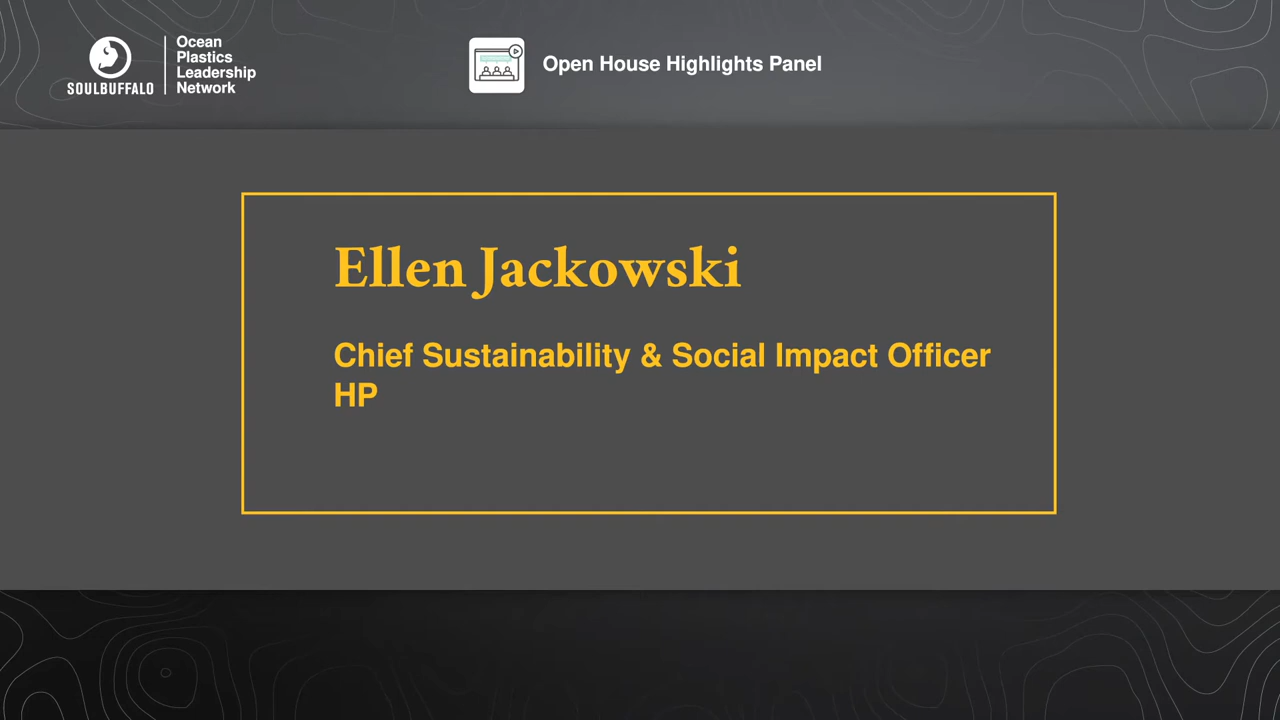 SOULBUFFALO
Ocean
Plastics
Leadership
Network
Open House Highlights Panel
Ellen Jackowski
Chief Sustainability & Social Impact Officer
HP